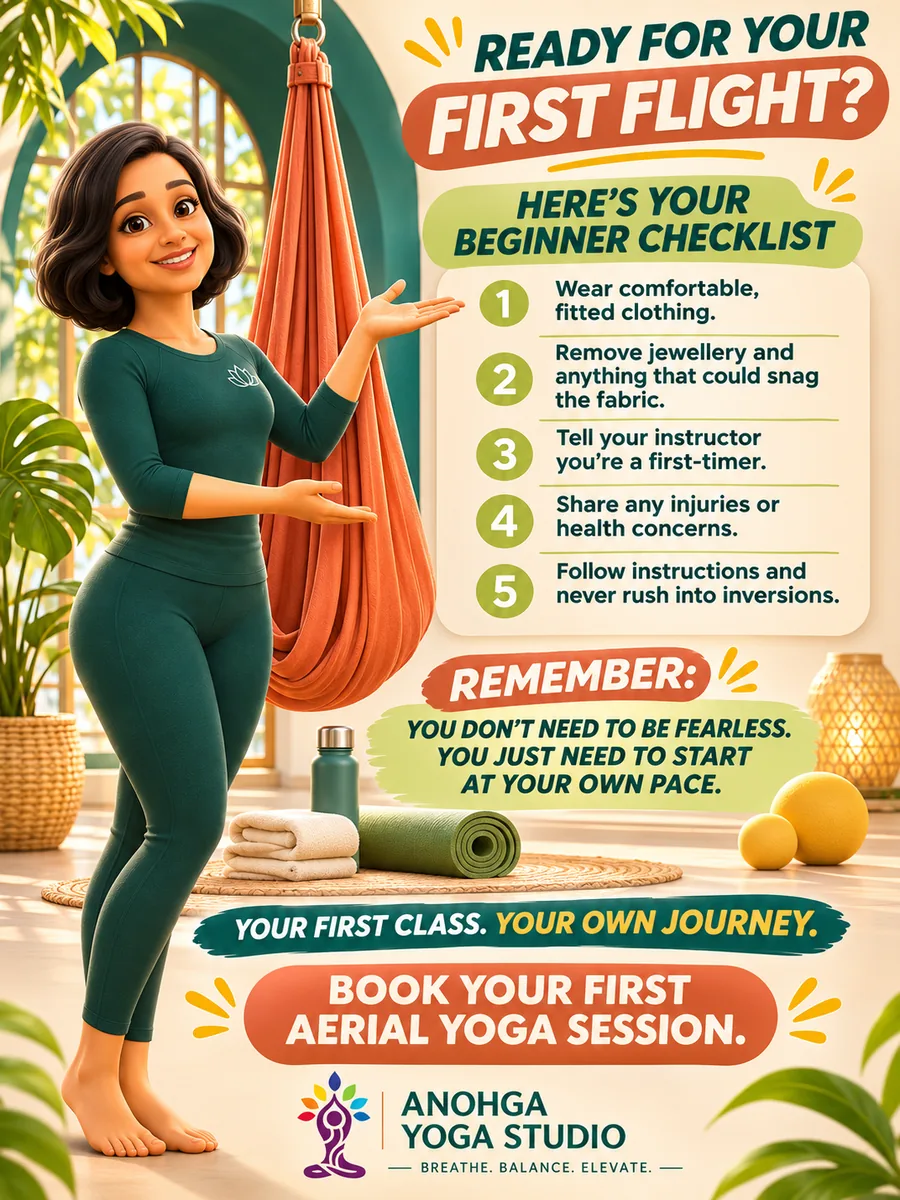 READY FOR YOUR
FIRST FLIGHT?
HERE'S YOUR
BEGINNER CHECKLIST
1
Wear comfortable,
fitted clothing.
2
Remove jewellery and
anything that could snag
the fabric.
3
Tell your instructor
you're a first-timer.
4
Share any injuries or
health concerns.
5
Follow instructions and
never rush into inversions.
REMEMBER:
YOU DON'T NEED TO BE FEARLESS.
YOU JUST NEED TO START
AT YOUR OWN PACE.
YOUR FIRST CLASS. YOUR OWN JOURNEY.
BOOK YOUR FIRST
AERIAL YOGA SESSION.
ANOHGA
YOGA STUDIO
BREATHE. BALANCE. ELEVATE.